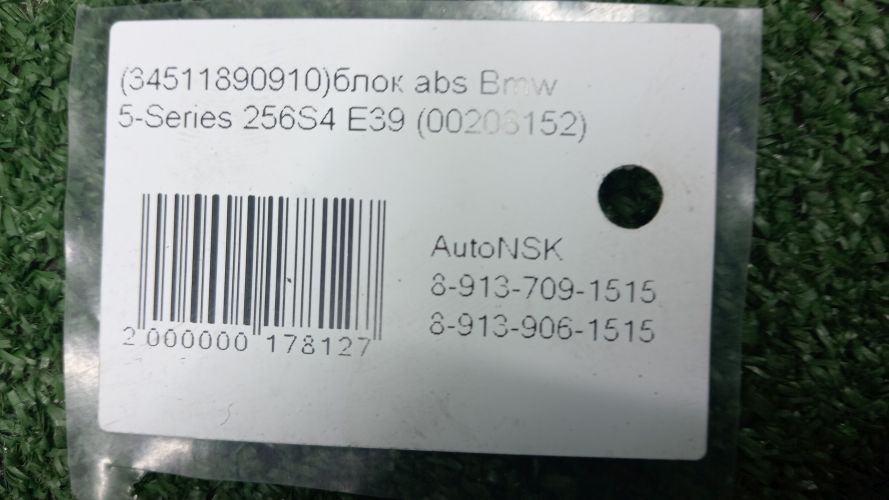 (34511890910)блок abs Bmw
5-Series 256S4 E39 (00206152)
AutoNSK
8-913-709-1515
8-913-906-1515
2 000000 178127